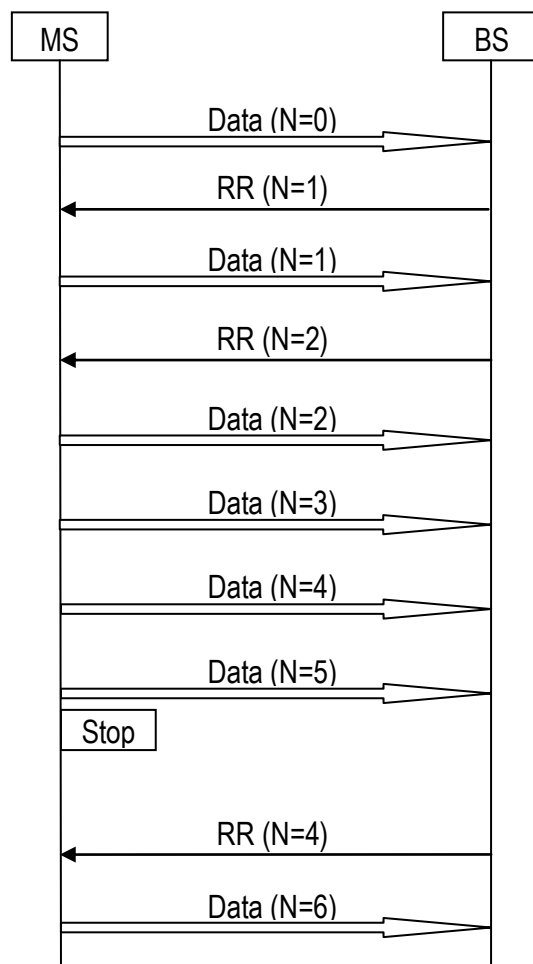 MS
BS
Data (N=0)
RR (N=1)
Data (N=1)
RR (N=2)
Data (N=2)
Data (N=3)
Data (N=4)
Data (N=5)
Stop
RR (N=4)
Data (N=6)